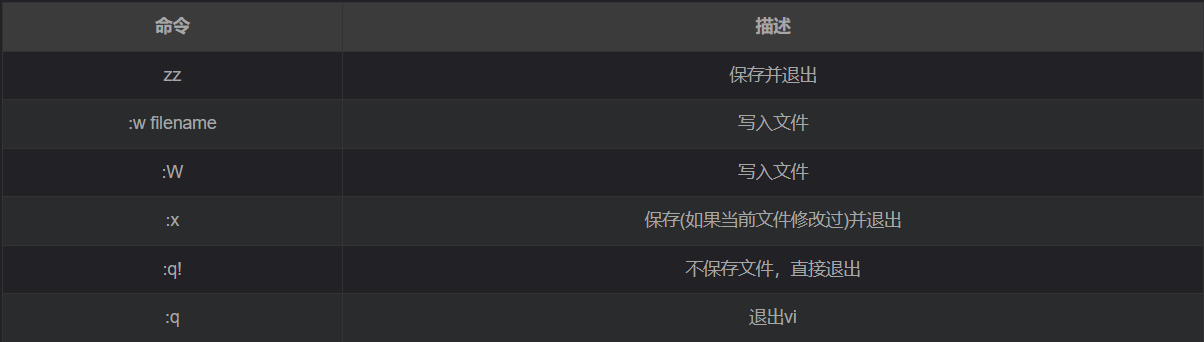 命令 描述
zz 保存并退出
:w filename 写入文件
:W 写入文件
:x 保存(如果当前文件修改过)并退出
:q! 不保存文件，直接退出
:q 退出vi